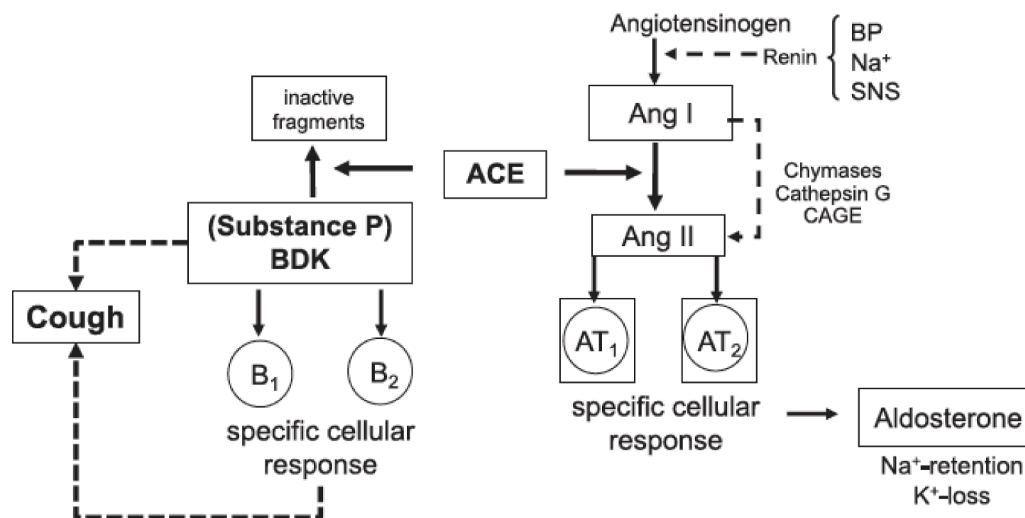 Angiotensinogen
Renin
BP
Na⁺
SNS
inactive
fragments
Ang I
ACE
Chymases
Cathepsin G
CAGE
(Substance P)
BDK
Ang II
Cough
B₁
B₂
AT₁
AT₂
specific cellular
response
specific cellular
response
Aldosterone
Na⁺-retention
K⁺-loss